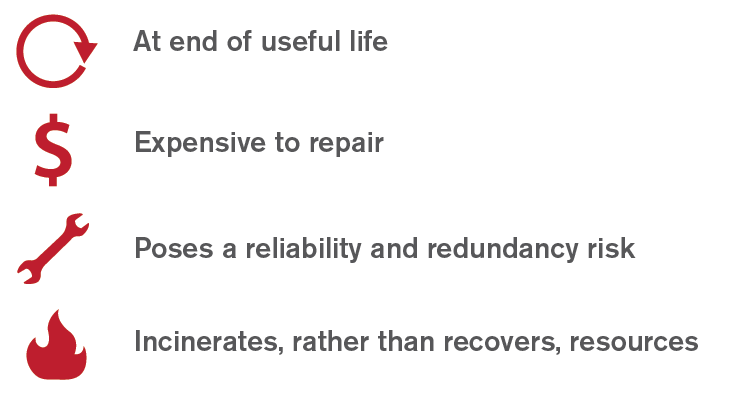 At end of useful life
$
Expensive to repair
Poses a reliability and redundancy risk
Incinerates, rather than recovers, resources